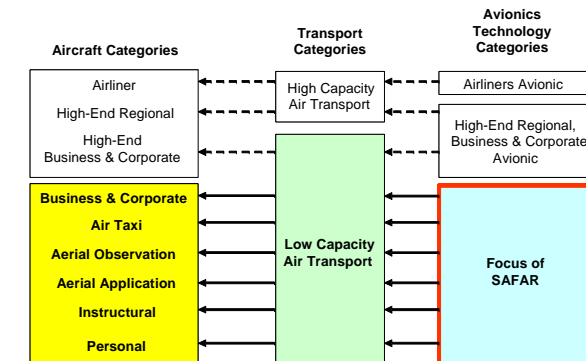 Aircraft Categories
Transport
Categories
Avionics
Technology
Categories
Airliner
High-End Regional
High-End
Business & Corporate
High Capacity
Air Transport
Airliners Avionic
High-End Regional,
Business & Corporate
Avionic
Business & Corporate
Air Taxi
Aerial Observation
Aerial Application
Instructural
Personal
Low Capacity
Air Transport
Focus of
SAFAR